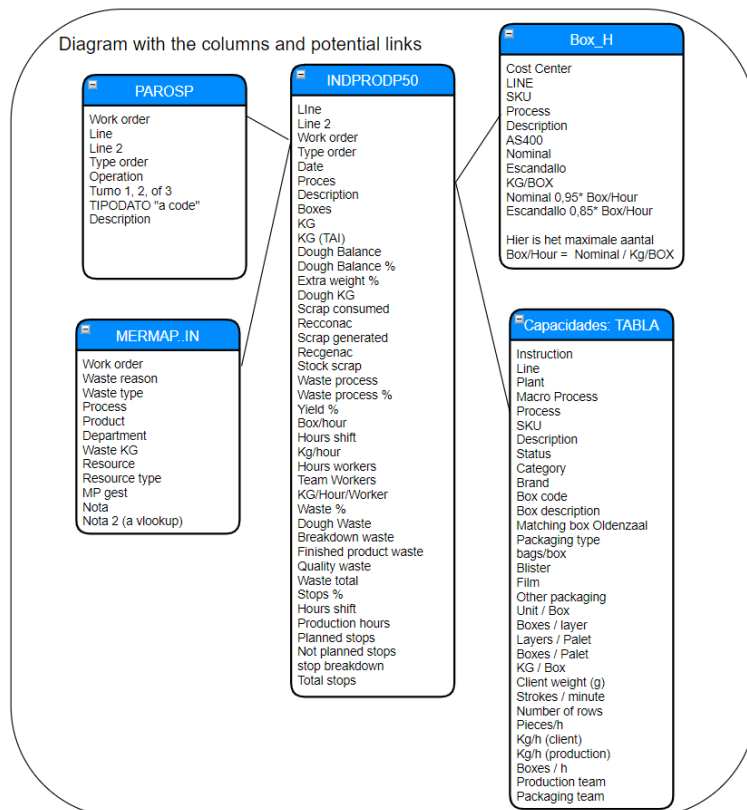 Diagram with the columns and potential links
PAROSP
Work order
Line
Line 2
Type order
Operation
Turno 1, 2, of 3
TIPODATO "a code"
Description
MERMAP..IN
Work order
Waste reason
Waste type
Process
Product
Department
Waste KG
Resource
Resource type
MP gest
Nota
Nota 2 (a vlookup)
INDPRODP50
LIne
Line 2
Work order
Type order
Date
Proces
Description
Boxes
KG
KG (TAI)
Dough Balance
Dough Balance %
Extra weight %
Dough KG
Scrap consumed
Recconac
Scrap generated
Recgenac
Stock scrap
Waste process
Waste process %
Yield %
Box/hour
Hours shift
Kg/hour
Hours workers
Team Workers
KG/Hour/Worker
Waste %
Dough Waste
Breakdown waste
Finished product waste
Quality waste
Waste total
Stops %
Hours shift
Production hours
Planned stops
Not planned stops
stop breakdown
Total stops
Box_H
Cost Center
LINE
SKU
Process
Description
AS400
Nominal
Escandallo
KG/BOX
Nominal 0,95* Box/Hour
Escandallo 0,85* Box/Hour
Hier is het maximale aantal
Box/Hour = Nominal / Kg/BOX
Capacidades: TABLA
Instruction
Line
Plant
Macro Process
Process
SKU
Description
Status
Category
Brand
Box code
Box description
Matching box Oldenzaal
Packaging type
bags/box
Blister
Film
Other packaging
Unit / Box
Boxes / layer
Layers / Palet
Boxes / Palet
KG / Box
Client weight (g)
Strokes / minute
Number of rows
Pieces/h
Kg/h (client)
Kg/h (production)
Boxes / h
Production team
Packaging team